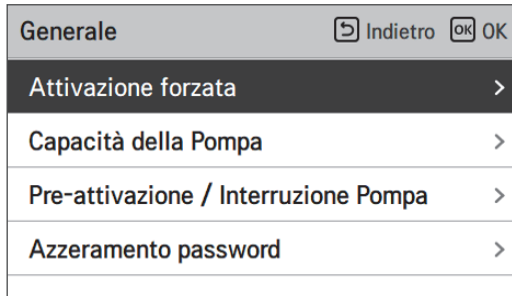 Generale Indietro OK OK
Attivazione forzata >
Capacità della Pompa >
Pre-attivazione / Interruzione Pompa >
Azzeramento password >